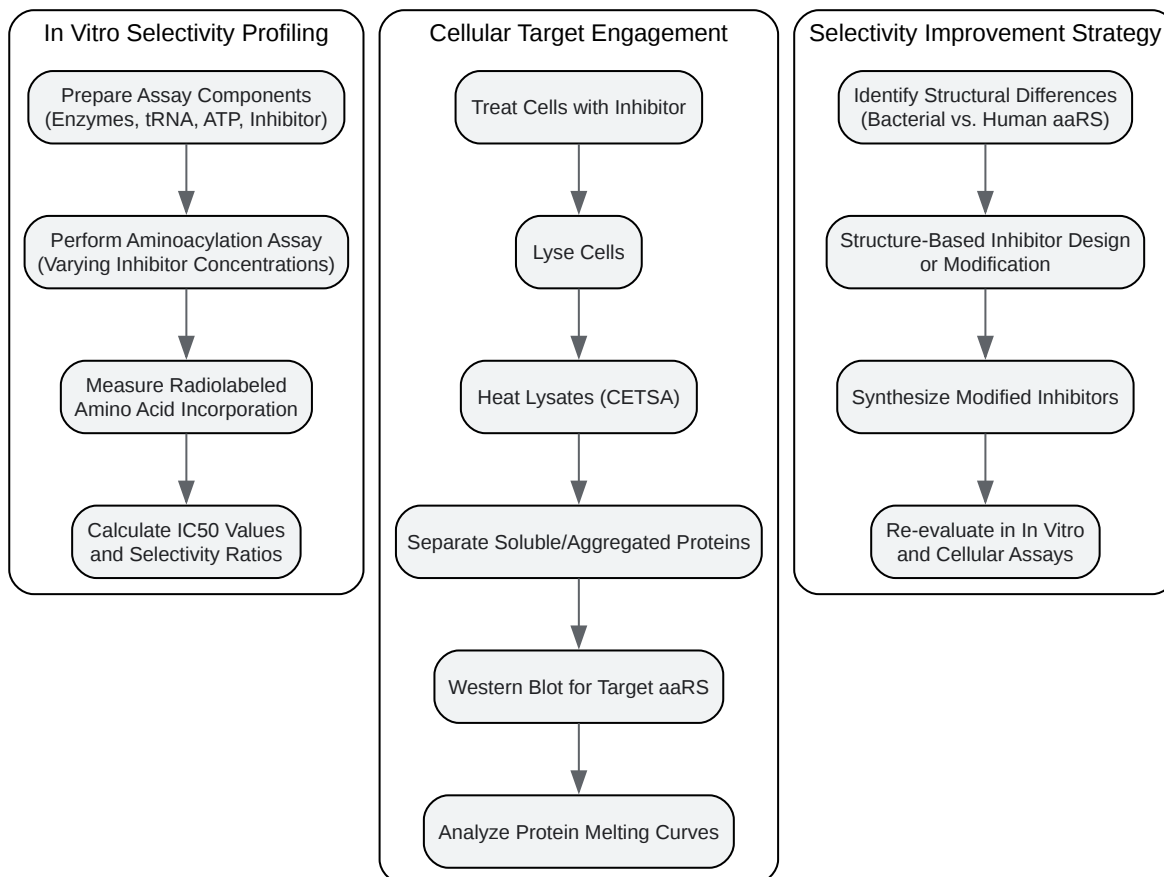 In Vitro Selectivity Profiling
Prepare Assay Components
(Enzymes, tRNA, ATP, Inhibitor)
Perform Aminoacylation Assay
(Varying Inhibitor Concentrations)
Measure Radiolabeled
Amino Acid Incorporation
Calculate IC50 Values
and Selectivity Ratios
Cellular Target Engagement
Treat Cells with Inhibitor
Lyse Cells
Heat Lysates (CETSA)
Separate Soluble/Aggregated Proteins
Western Blot for Target aaRS
Analyze Protein Melting Curves
Selectivity Improvement Strategy
Identify Structural Differences
(Bacterial vs. Human aaRS)
Structure-Based Inhibitor Design
or Modification
Synthesize Modified Inhibitors
Re-evaluate in In Vitro
and Cellular Assays